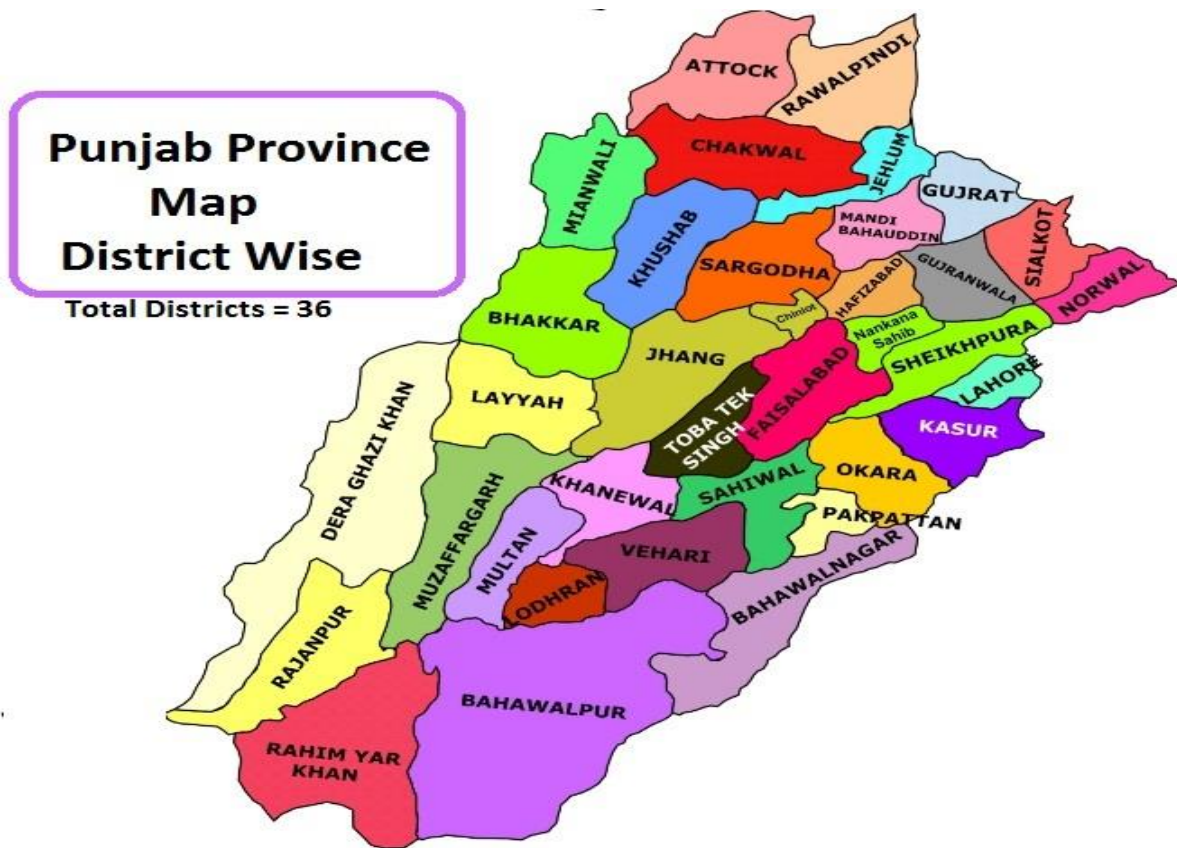 Punjab Province
Map
District Wise
Total Districts = 36
ATTOCK
RAWALPINDI
CHAKWAL
JEHLUM
MIANWALI
KHUSHAB
GUJRAT
MANDI
BAHAUDDIN
SIALKOT
SARGODHA
HAFIZABAD
GUJRANWALA
NORWAL
BHAKKAR
Chiniot
Nankana
Sahib
SHEIKHPURA
JHANG
FAISALABAD
LAHORE
LAYYAH
TOBA TEK
SINGH
KASUR
DERA GHAZI KHAN
MUZAFFARGARH
KHANEWAL
SAHIWAL
OKARA
PAKPATTAN
MULTAN
VEHARI
LODHRAN
BAHAWALNAGAR
RAJANPUR
BAHAWALPUR
RAHIM YAR
KHAN